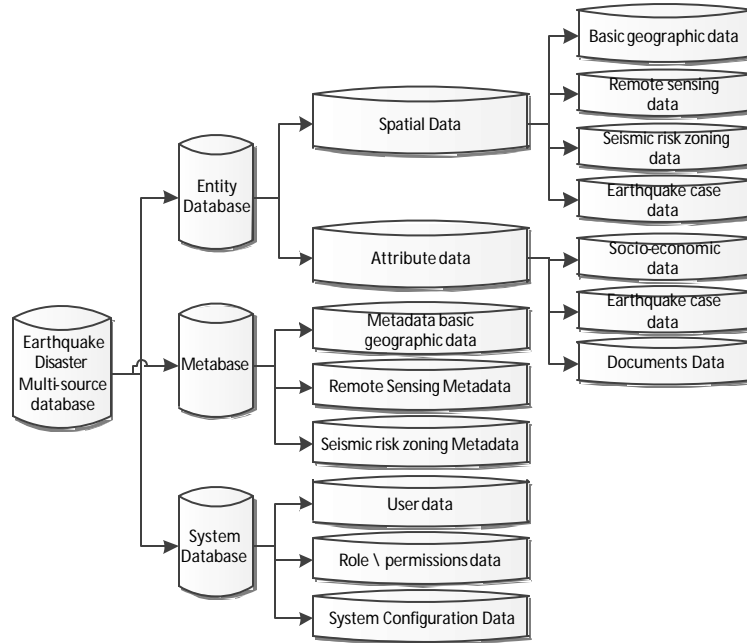 Earthquake
Disaster
Multi-source
database
Entity
Database
Spatial Data
Basic geographic data
Remote sensing
data
Seismic risk zoning
data
Earthquake case
data
Attribute data
Socio-economic
data
Earthquake case
data
Documents Data
Metabase
Metadata basic
geographic data
Remote Sensing Metadata
Seismic risk zoning Metadata
System
Database
User data
Role \ permissions data
System Configuration Data